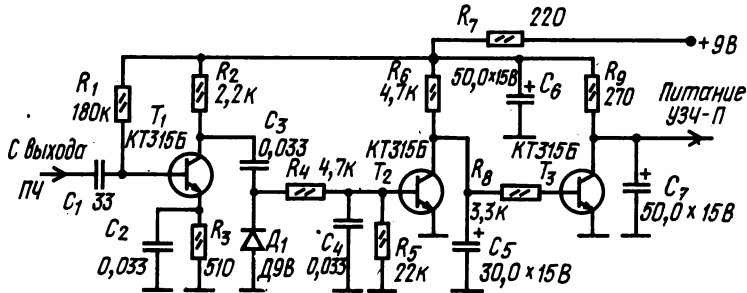 R7 220
+9В
R1
180к
R2
2,2к
R6
4,7к
50,0×15В
C6
R9
270
Питание
УЗЧ-П
T1
КТ315Б
C3
0,033
С выхода
ПЧ
C1 33
R4 4,7к
КТ315Б
T2
R8
3,3к
КТ315Б
T3
C7
50,0×15В
C2
0,033
R3
510
Д1
Д9В
C4
0,033
R5
22к
C5
30,0×15В